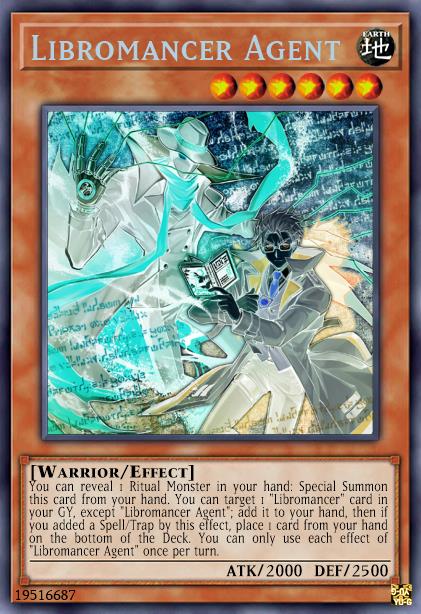 Libromancer Agent
EARTH
地
[Warrior/Effect]
You can reveal 1 Ritual Monster in your hand: Special Summon
this card from your hand. You can target 1 "Libromancer" card in
your GY, except "Libromancer Agent"; add it to your hand, then if
you added a Spell/Trap by this effect, place 1 card from your hand
on the bottom of the Deck. You can only use each effect of
"Libromancer Agent" once per turn.
ATK/2000 DEF/2500
19516687